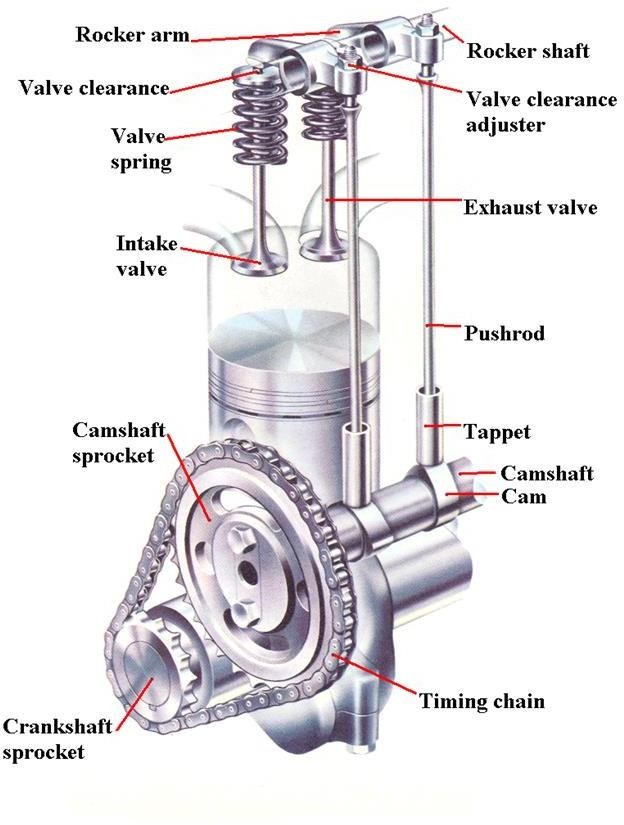 Rocker arm
Rocker shaft
Valve clearance
Valve clearance
adjuster
Valve
spring
Exhaust valve
Intake
valve
Pushrod
Camshaft
sprocket
Tappet
Camshaft
Cam
Timing chain
Crankshaft
sprocket